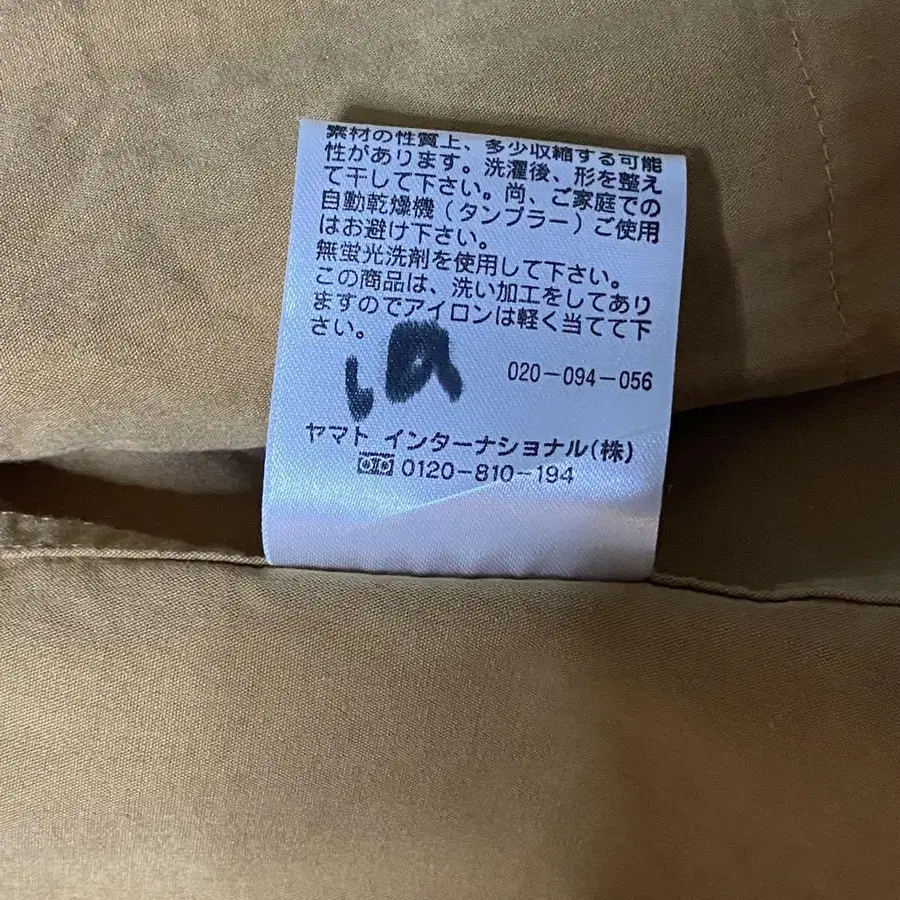 素材の性質上、多少収縮する可能
性があります。洗濯後、形を整え
て干して下さい。尚、ご家庭での
自動乾燥機（タンブラー）ご使用
はお避け下さい。
無蛍光洗剤を使用して下さい。
この商品は、洗い加工をしてあり
ますのでアイロンは軽く当てて下
さい。
020-094-056
ヤマト インターナショナル(株)
0120-810-194